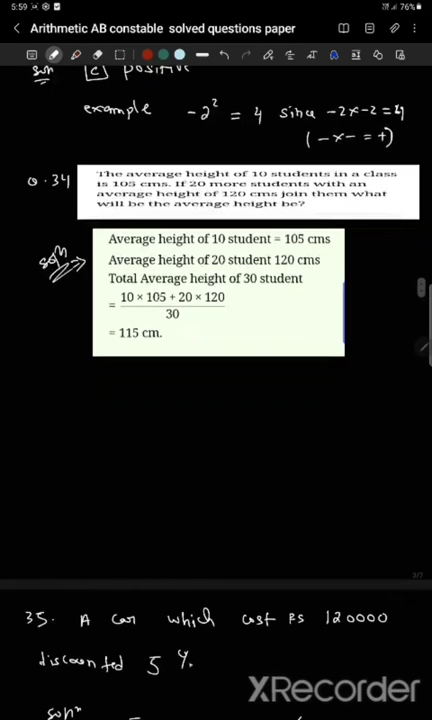 5:59
76%
Arithmetic AB constable solved questions paper
son
[c] positive
example -2² = 4 since -2x-2 = 4
(-x- = +)
Q.34
The average height of 10 students in a class
is 105 cms. If 20 more students with an
average height of 120 cms join them what
will be the average height be?
Average height of 10 student = 105 cms
soln
Average height of 20 student 120 cms
Total Average height of 30 student
= 10 × 105 + 20 × 120
30
= 115 cm.
2/7
35. A car which cost Rs 120000
discounted 5 %.
soln
XRecorder